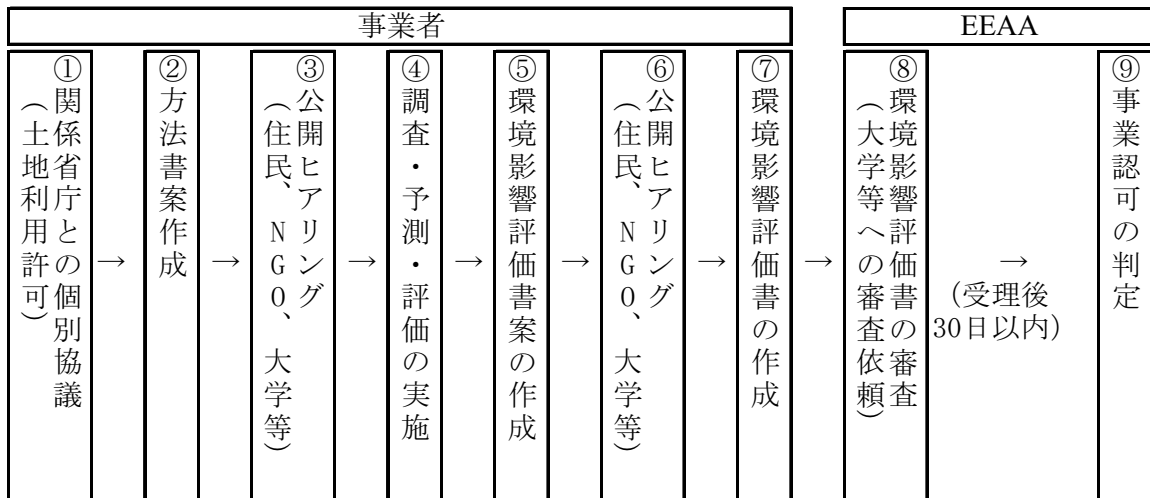 事業者
EEAA
①関係省庁との個別協議
（土地利用許可）
→
②方法書案作成
→
③公開ヒアリング
（住民、NGO、大学等）
→
④調査・予測・評価の実施
→
⑤環境影響評価書案の作成
→
⑥公開ヒアリング
（住民、NGO、大学等）
→
⑦環境影響評価書の作成
→
⑧環境影響評価書の審査
（大学等への審査依頼）
→
（受理後
30日以内）
⑨事業認可の判定